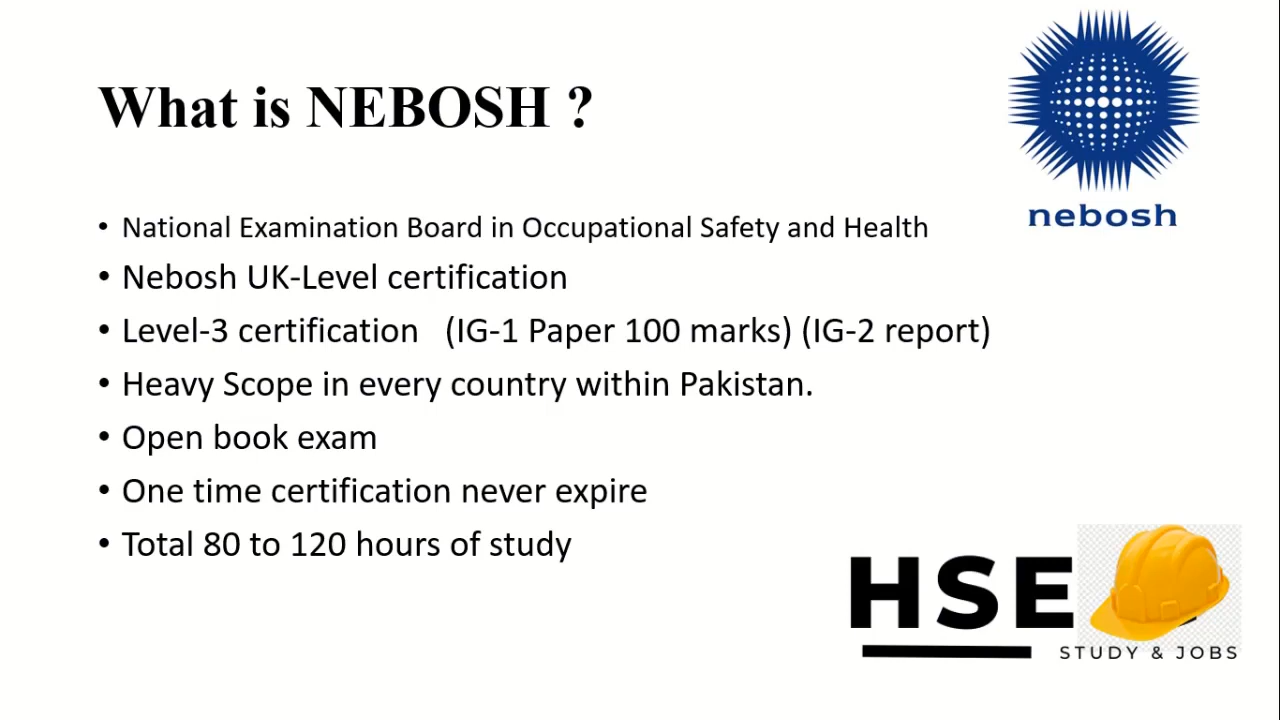 What is NEBOSH ?
nebosh
• National Examination Board in Occupational Safety and Health
• Nebosh UK-Level certification
• Level-3 certification   (IG-1 Paper 100 marks) (IG-2 report)
• Heavy Scope in every country within Pakistan.
• Open book exam
• One time certification never expire
• Total 80 to 120 hours of study
HSE
STUDY & JOBS